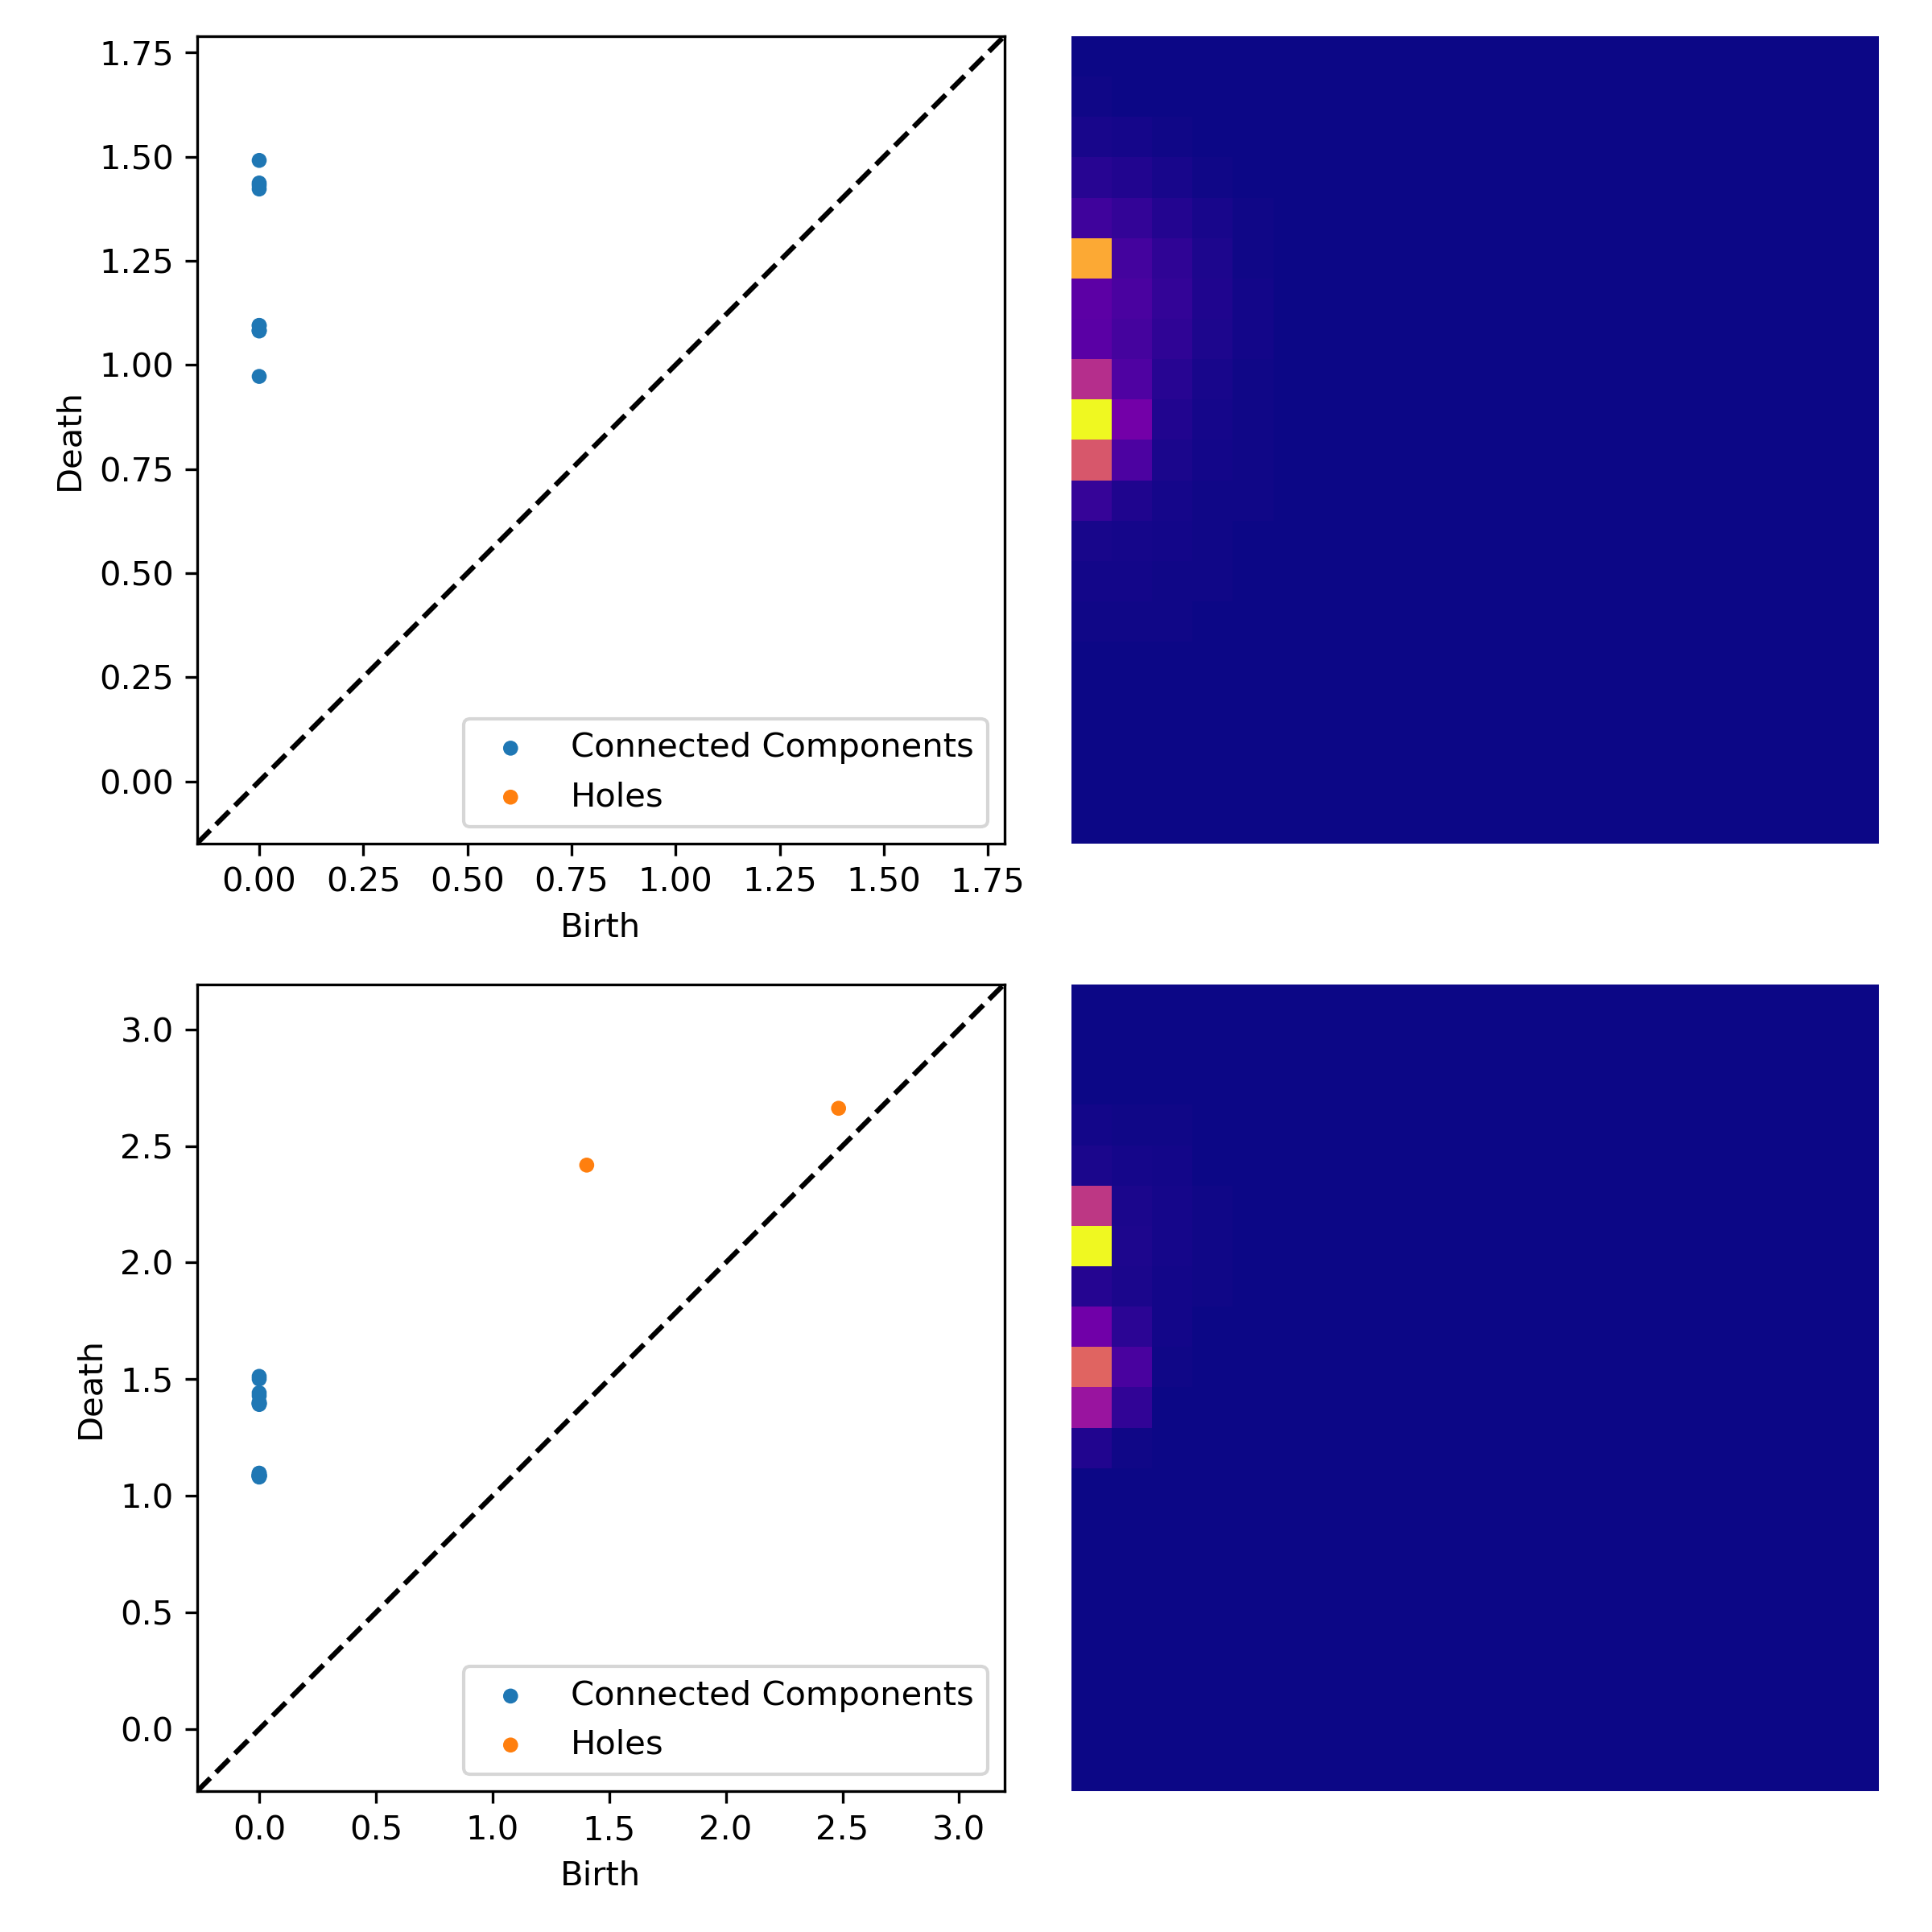 1.75
1.50
1.25
1.00
0.75
0.50
0.25
0.00
Death
Connected Components
Holes
0.00 0.25 0.50 0.75 1.00 1.25 1.50 1.75
Birth
3.0
2.5
2.0
1.5
1.0
0.5
0.0
Death
Connected Components
Holes
0.0 0.5 1.0 1.5 2.0 2.5 3.0
Birth